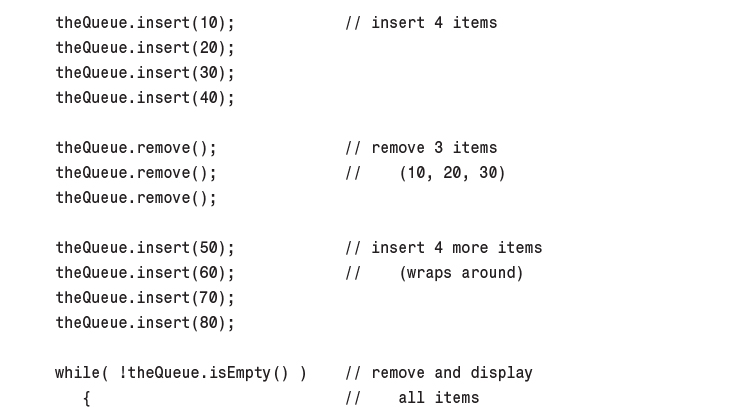 theQueue.insert(10);            // insert 4 items
theQueue.insert(20);
theQueue.insert(30);
theQueue.insert(40);

theQueue.remove();              // remove 3 items
theQueue.remove();              //    (10, 20, 30)
theQueue.remove();

theQueue.insert(50);            // insert 4 more items
theQueue.insert(60);            //    (wraps around)
theQueue.insert(70);
theQueue.insert(80);

while( !theQueue.isEmpty() )    // remove and display
   {                            //    all items